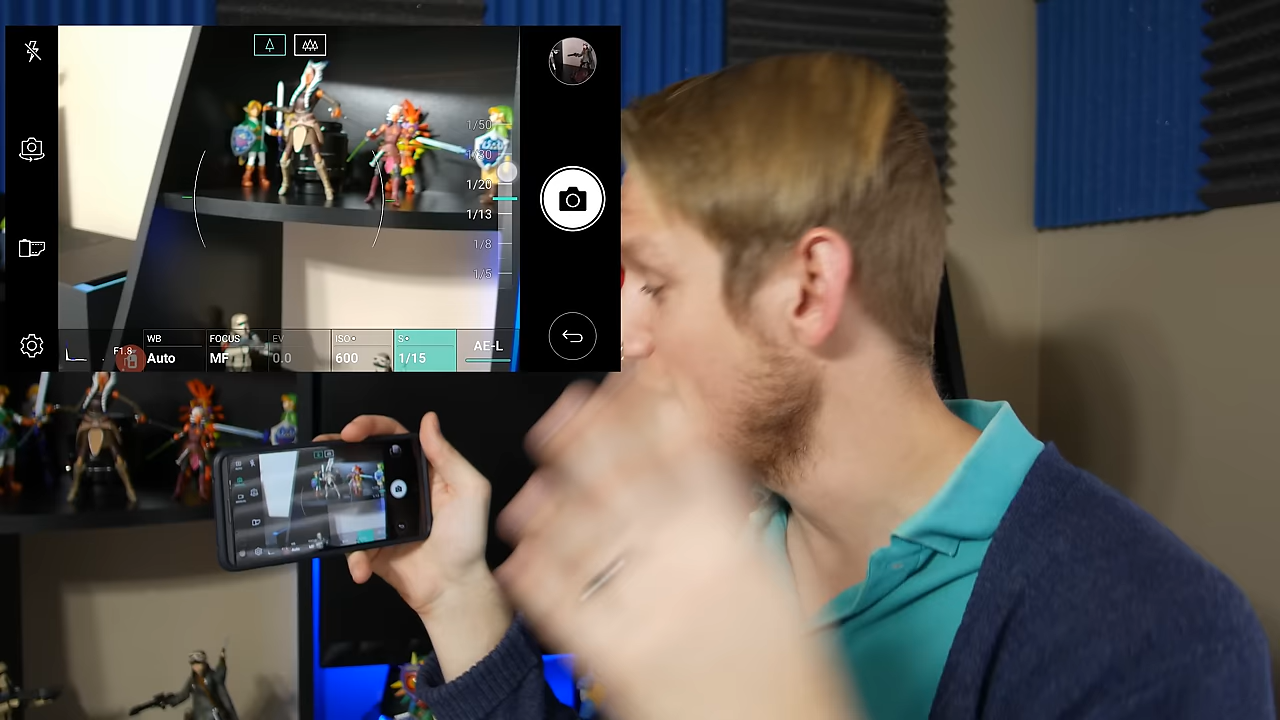 1/50
1/30
1/20
1/13
1/8
1/5
F1.8
WB
FOCUS
EV
ISO
S
AE-L
Auto
MF
0.0
600
1/15